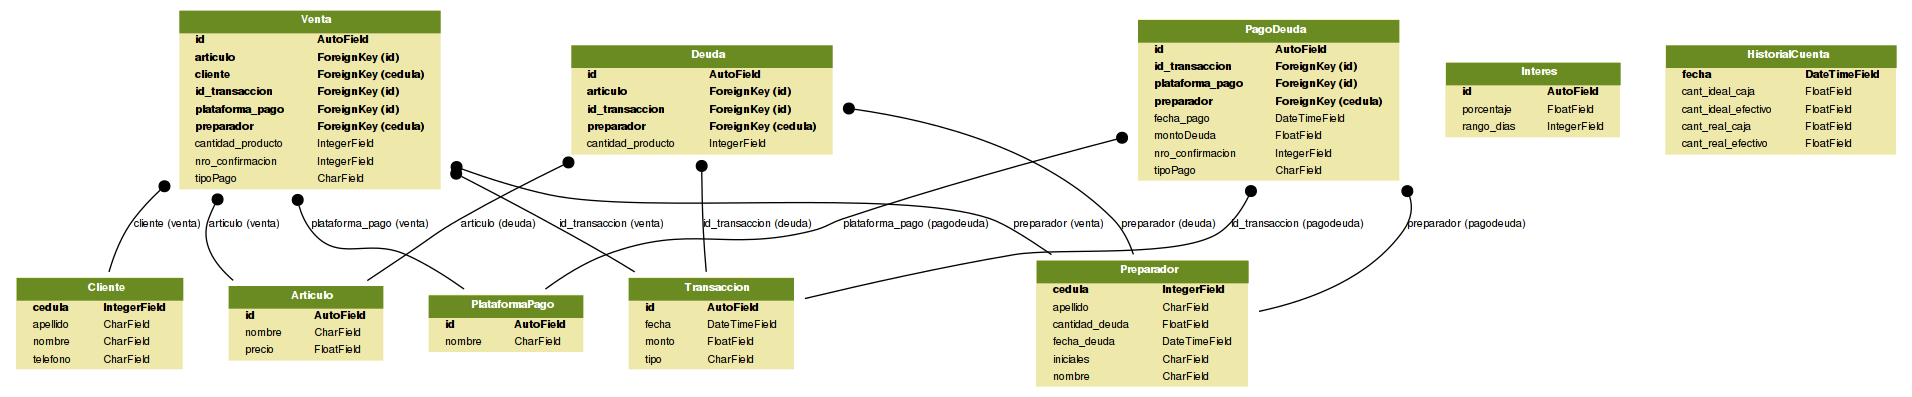 Venta
id AutoField
articulo ForeignKey (id)
cliente ForeignKey (cedula)
id_transaccion ForeignKey (id)
plataforma_pago ForeignKey (id)
preparador ForeignKey (cedula)
cantidad_producto IntegerField
nro_confirmacion IntegerField
tipoPago CharField
Deuda
id AutoField
articulo ForeignKey (id)
id_transaccion ForeignKey (id)
preparador ForeignKey (cedula)
cantidad_producto IntegerField
PagoDeuda
id AutoField
id_transaccion ForeignKey (id)
plataforma_pago ForeignKey (id)
preparador ForeignKey (cedula)
fecha_pago DateTimeField
montoDeuda FloatField
nro_confirmacion IntegerField
tipoPago CharField
Interes
id AutoField
porcentaje FloatField
rango_dias IntegerField
HistorialCuenta
fecha DateTimeField
cant_ideal_caja FloatField
cant_ideal_efectivo FloatField
cant_real_caja FloatField
cant_real_efectivo FloatField
cliente (venta)
articulo (venta)
plataforma_pago (venta)
articulo (deuda)
id_transaccion (venta)
id_transaccion (deuda)
plataforma_pago (pagodeuda)
preparador (venta)
preparador (deuda)
id_transaccion (pagodeuda)
preparador (pagodeuda)
Cliente
cedula IntegerField
apellido CharField
nombre CharField
telefono CharField
Articulo
id AutoField
nombre CharField
precio FloatField
PlataformaPago
id AutoField
nombre CharField
Transaccion
id AutoField
fecha DateTimeField
monto FloatField
tipo CharField
Preparador
cedula IntegerField
apellido CharField
cantidad_deuda FloatField
fecha_deuda DateTimeField
iniciales CharField
nombre CharField